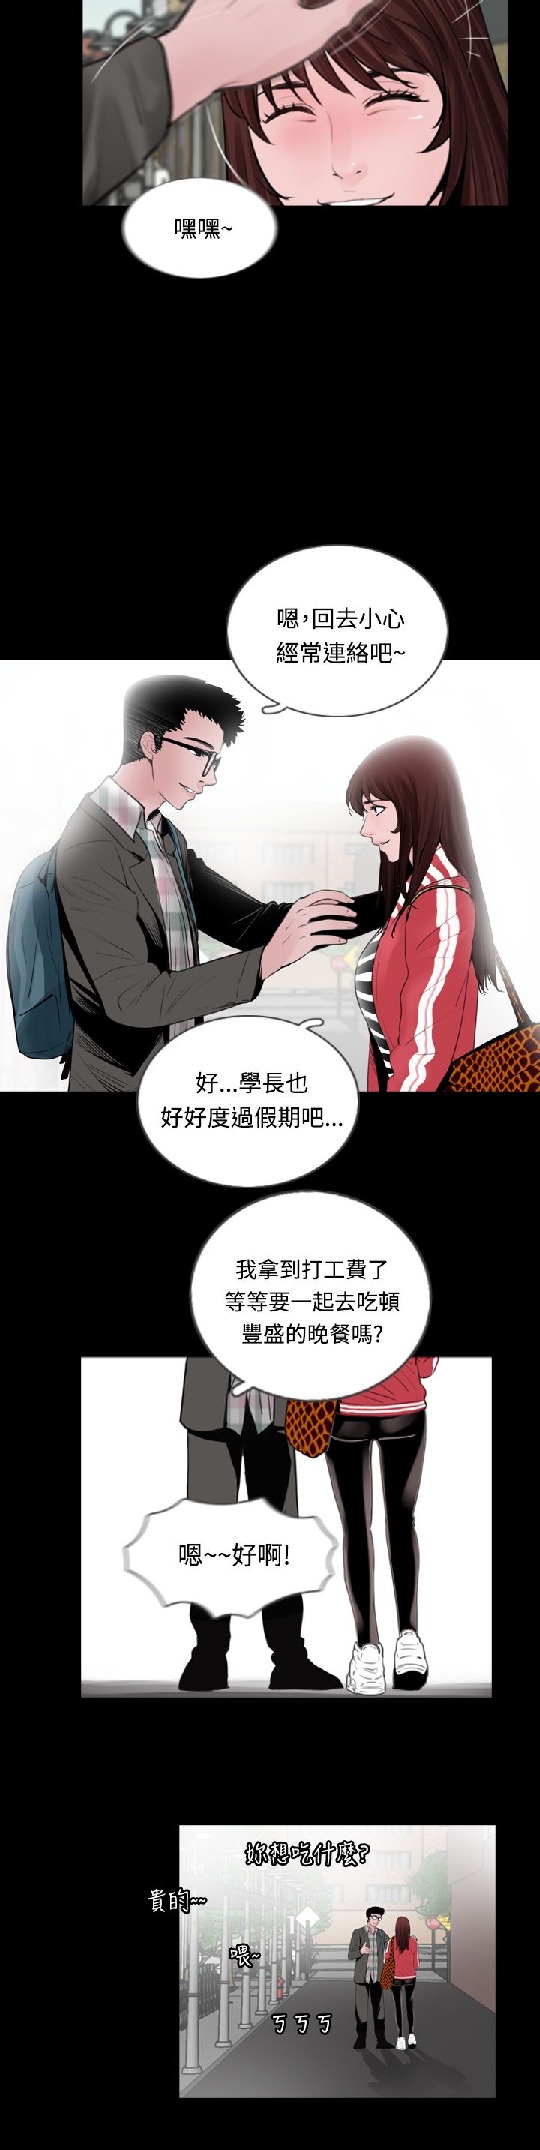 嘿嘿~
嗯，回去小心
經常連絡吧~
好...學長也
好好度過假期吧...
我拿到打工費了
等等要一起去吃頓
豐盛的晚餐嗎?
嗯~~好啊!
妳想吃什麼?
貴的~~
喂~
ㄎㄎㄎ